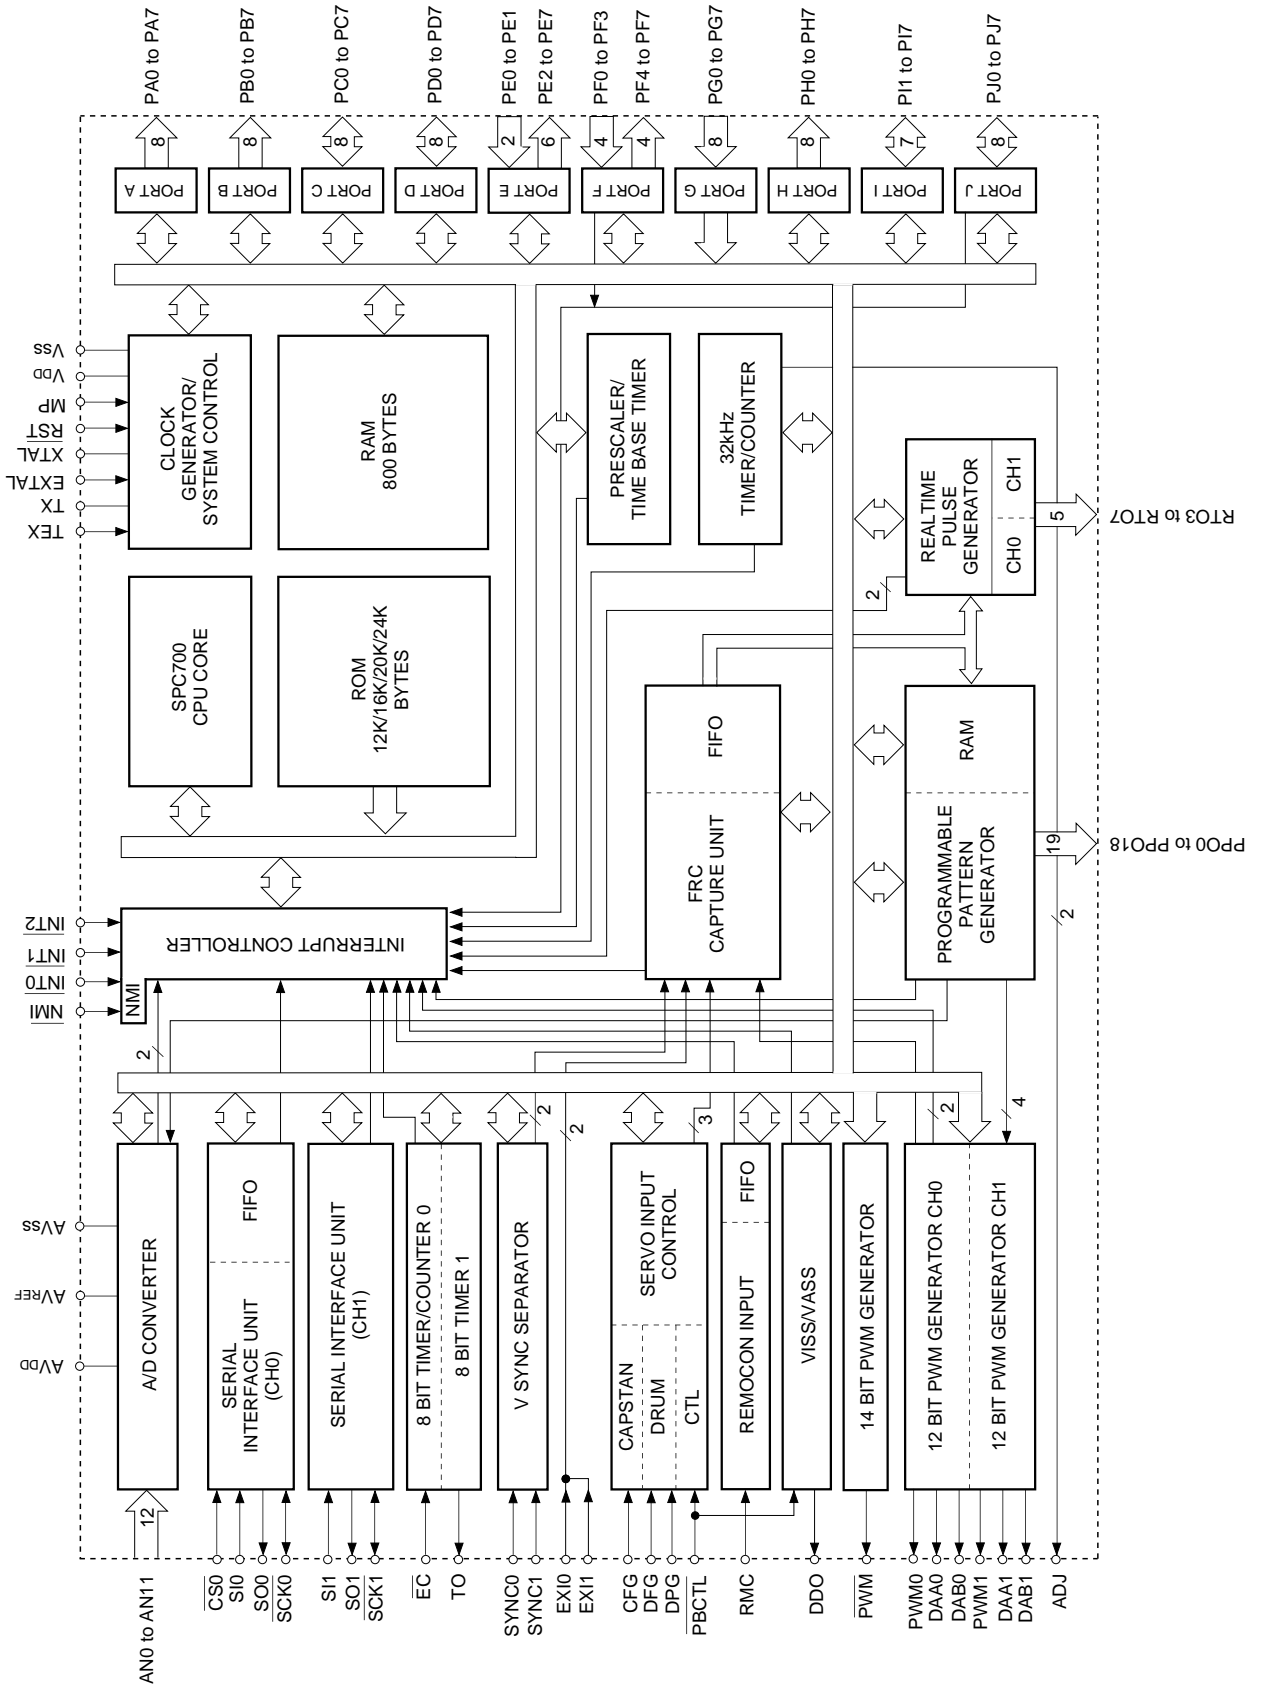 PA0 to PA7
PB0 to PB7
PC0 to PC7
PD0 to PD7
PE0 to PE1
PE2 to PE7
PF0 to PF3
PF4 to PF7
PG0 to PG7
PH0 to PH7
PI1 to PI7
PJ0 to PJ7
8
8
8
8
2
6
4
4
8
8
7
8
PORT A
PORT B
PORT C
PORT D
PORT E
PORT F
PORT G
PORT H
PORT I
PORT J
Vss
VDD
MP
RST
XTAL
EXTAL
TX
TEX
CLOCK
GENERATOR/
SYSTEM CONTROL
RAM
800 BYTES
PRESCALER/
TIME BASE TIMER
32kHz
TIMER/COUNTER
REALTIME
PULSE
GENERATOR
CH0
CH1
5
RTO3 to RTO7
2
SPC700
CPU CORE
ROM
12K/16K/20K/24K
BYTES
FRC
CAPTURE UNIT
FIFO
PROGRAMMABLE
PATTERN
GENERATOR
RAM
19
PPO0 to PPO18
2
INT2
INT1
INT0
NMI
NMI
INTERRUPT CONTROLLER
2
2
2
3
2
4
AVss
AVREF
AVDD
A/D CONVERTER
SERIAL
INTERFACE UNIT
(CH0)
FIFO
SERIAL INTERFACE UNIT
(CH1)
8 BIT TIMER/COUNTER 0
8 BIT TIMER 1
V SYNC SEPARATOR
SERVO INPUT
CONTROL
CAPSTAN
DRUM
CTL
REMOCON INPUT
FIFO
VISS/VASS
14 BIT PWM GENERATOR
12 BIT PWM GENERATOR CH0
12 BIT PWM GENERATOR CH1
12
AN0 to AN11
CS0
SI0
SO0
SCK0
SI1
SO1
SCK1
EC
TO
SYNC0
SYNC1
EXI0
EXI1
CFG
DFG
DPG
PBCTL
RMC
DDO
PWM
PWM0
DAA0
DAB0
PWM1
DAA1
DAB1
ADJ